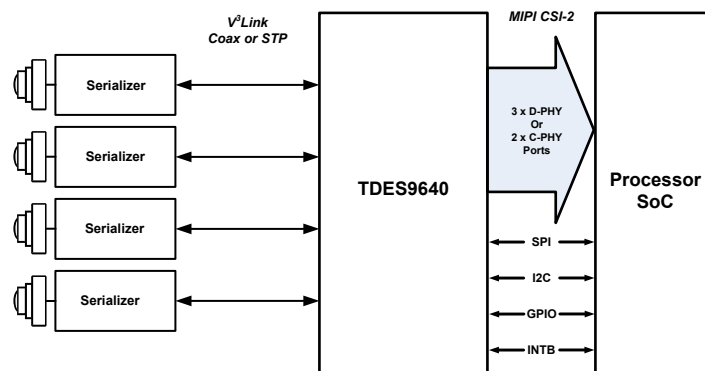 V³Link
Coax or STP
MIPI CSI-2
Serializer
Serializer
Serializer
Serializer
TDES9640
3 x D-PHY
Or
2 x C-PHY
Ports
SPI
I2C
GPIO
INTB
Processor
SoC